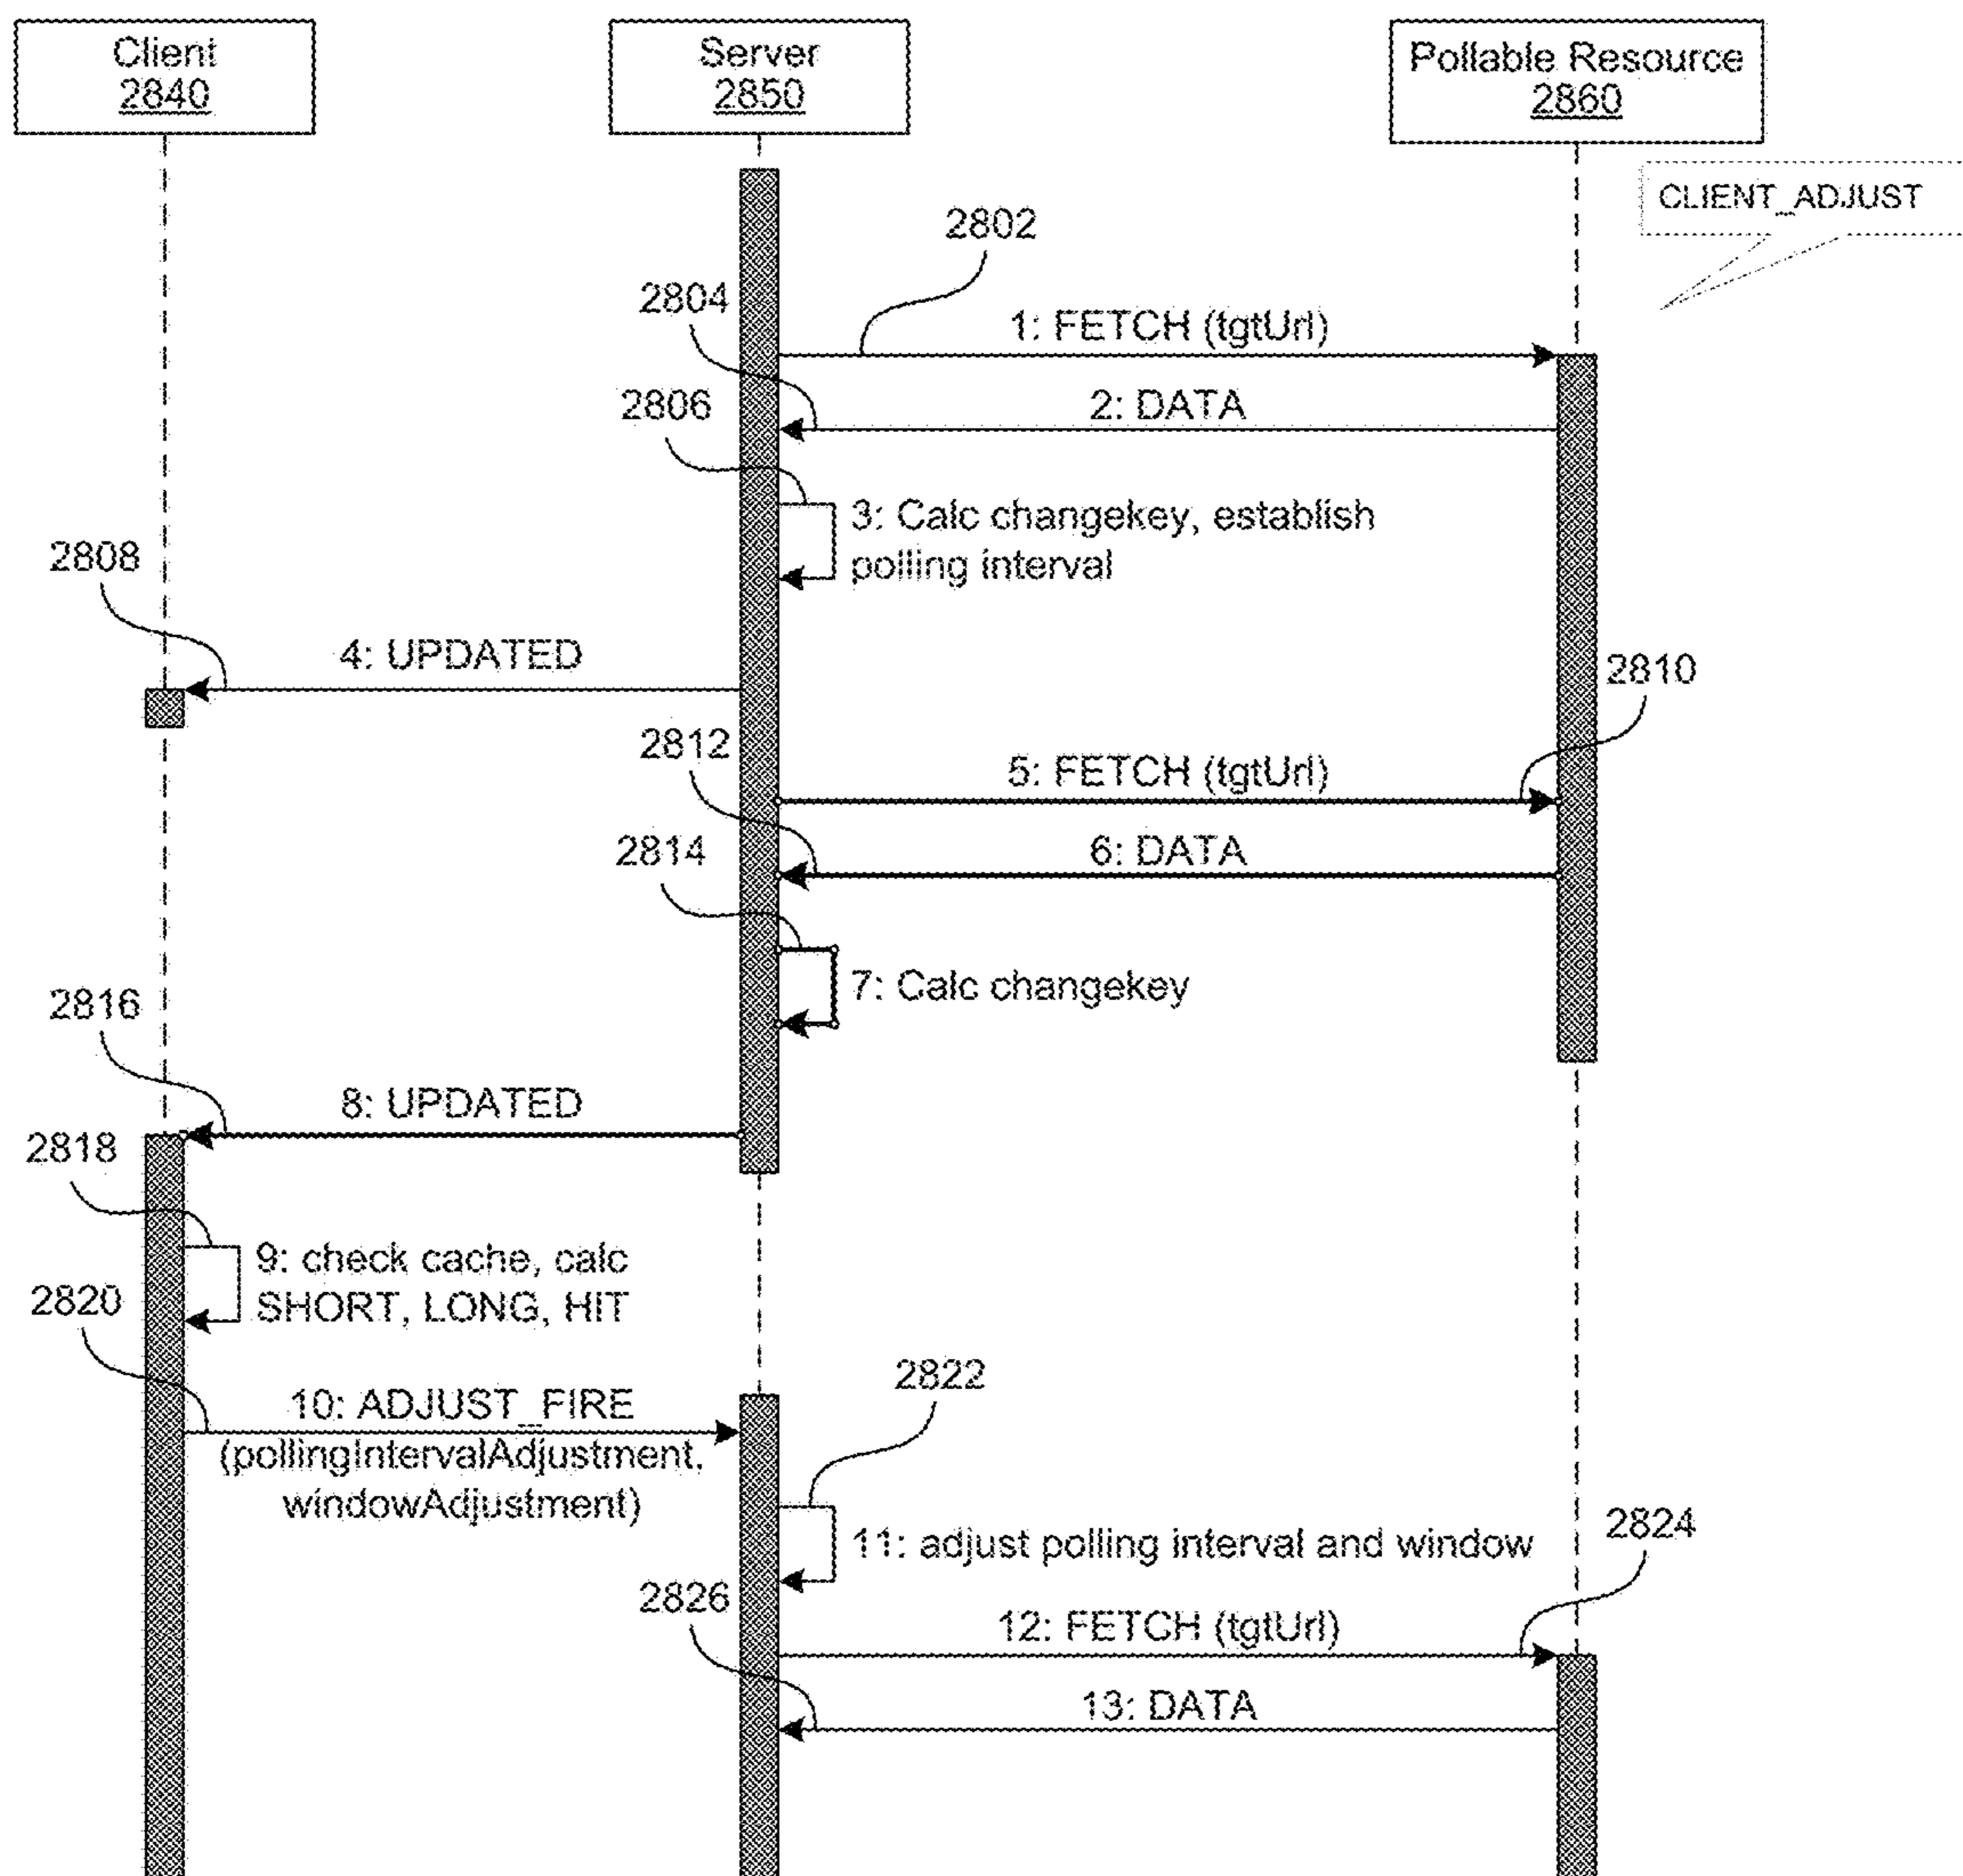 Client
2840
Server
2850
Pollable Resource
2860
CLIENT_ADJUST
2802
2804
1: FETCH (tgtUrl)
2806
2: DATA
3: Calc changekey, establish
polling interval
2808
4: UPDATED
2810
2812
5: FETCH (tgtUrl)
2814
6: DATA
7: Calc changekey
2816
8: UPDATED
2818
9: check cache, calc
SHORT, LONG, HIT
2820
10: ADJUST_FIRE
(pollingIntervalAdjustment,
windowAdjustment)
2822
11: adjust polling interval and window
2824
2826
12: FETCH (tgtUrl)
13: DATA